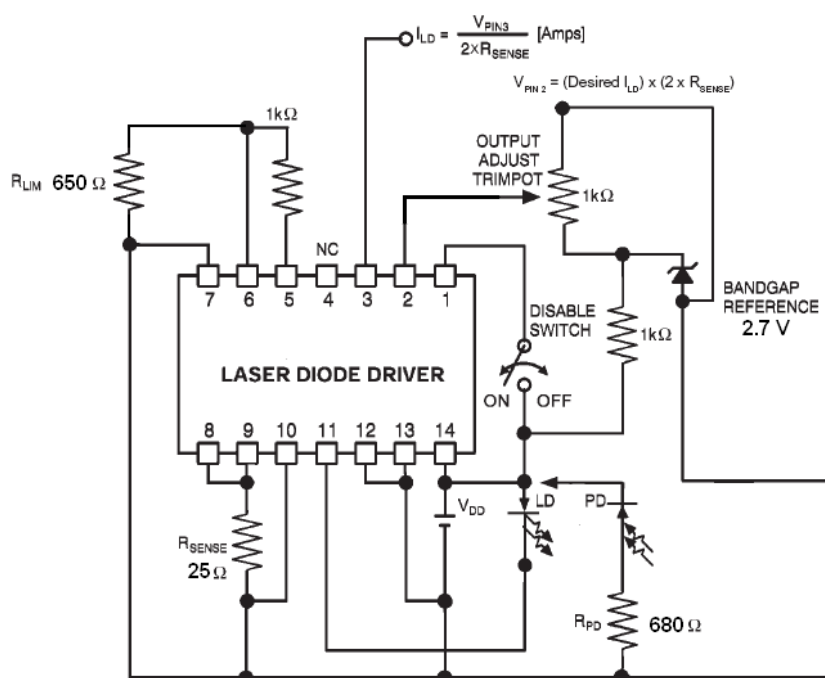 I_LD = V_PIN3 / 2×R_SENSE [Amps]
V_PIN 2 = (Desired I_LD) x (2 x R_SENSE)
1kΩ
OUTPUT
ADJUST
TRIMPOT
R_LIM 650 Ω
1kΩ
NC
7 6 5 4 3 2 1
BANDGAP
REFERENCE
2.7 V
DISABLE
SWITCH
1kΩ
LASER DIODE DRIVER
ON OFF
8 9 10 11 12 13 14
V_DD
LD
PD
R_SENSE
25 Ω
R_PD 680 Ω